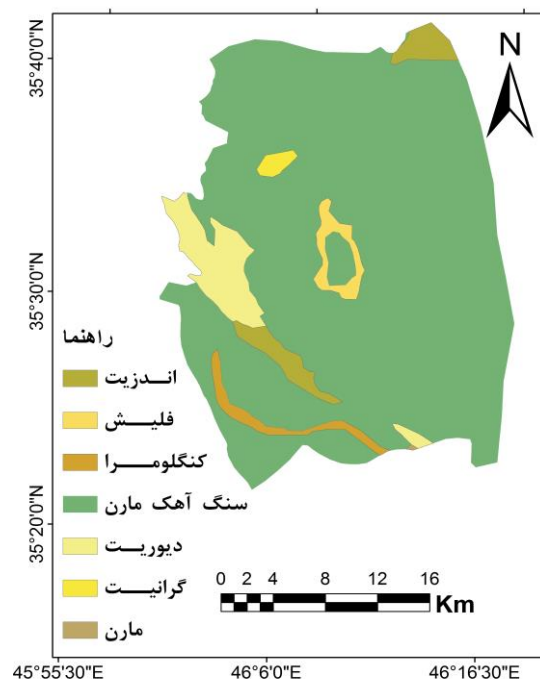 N
35°40'0"N
35°30'0"N
35°20'0"N
راهنما
اندزیت
فلیش
کنگلومرا
سنگ آهک مارن
دیوریت
گرانیت
مارن
0 2 4 8 12 16
Km
45°55'30"E 46°6'0"E 46°16'30"E